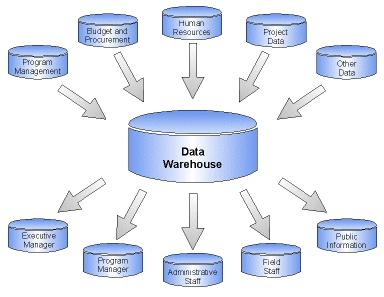 Program
Management
Budget and
Procurement
Human
Resources
Project
Data
Other
Data
Data
Warehouse
Executive
Manager
Program
Manager
Administrative
Staff
Field
Staff
Public
Information